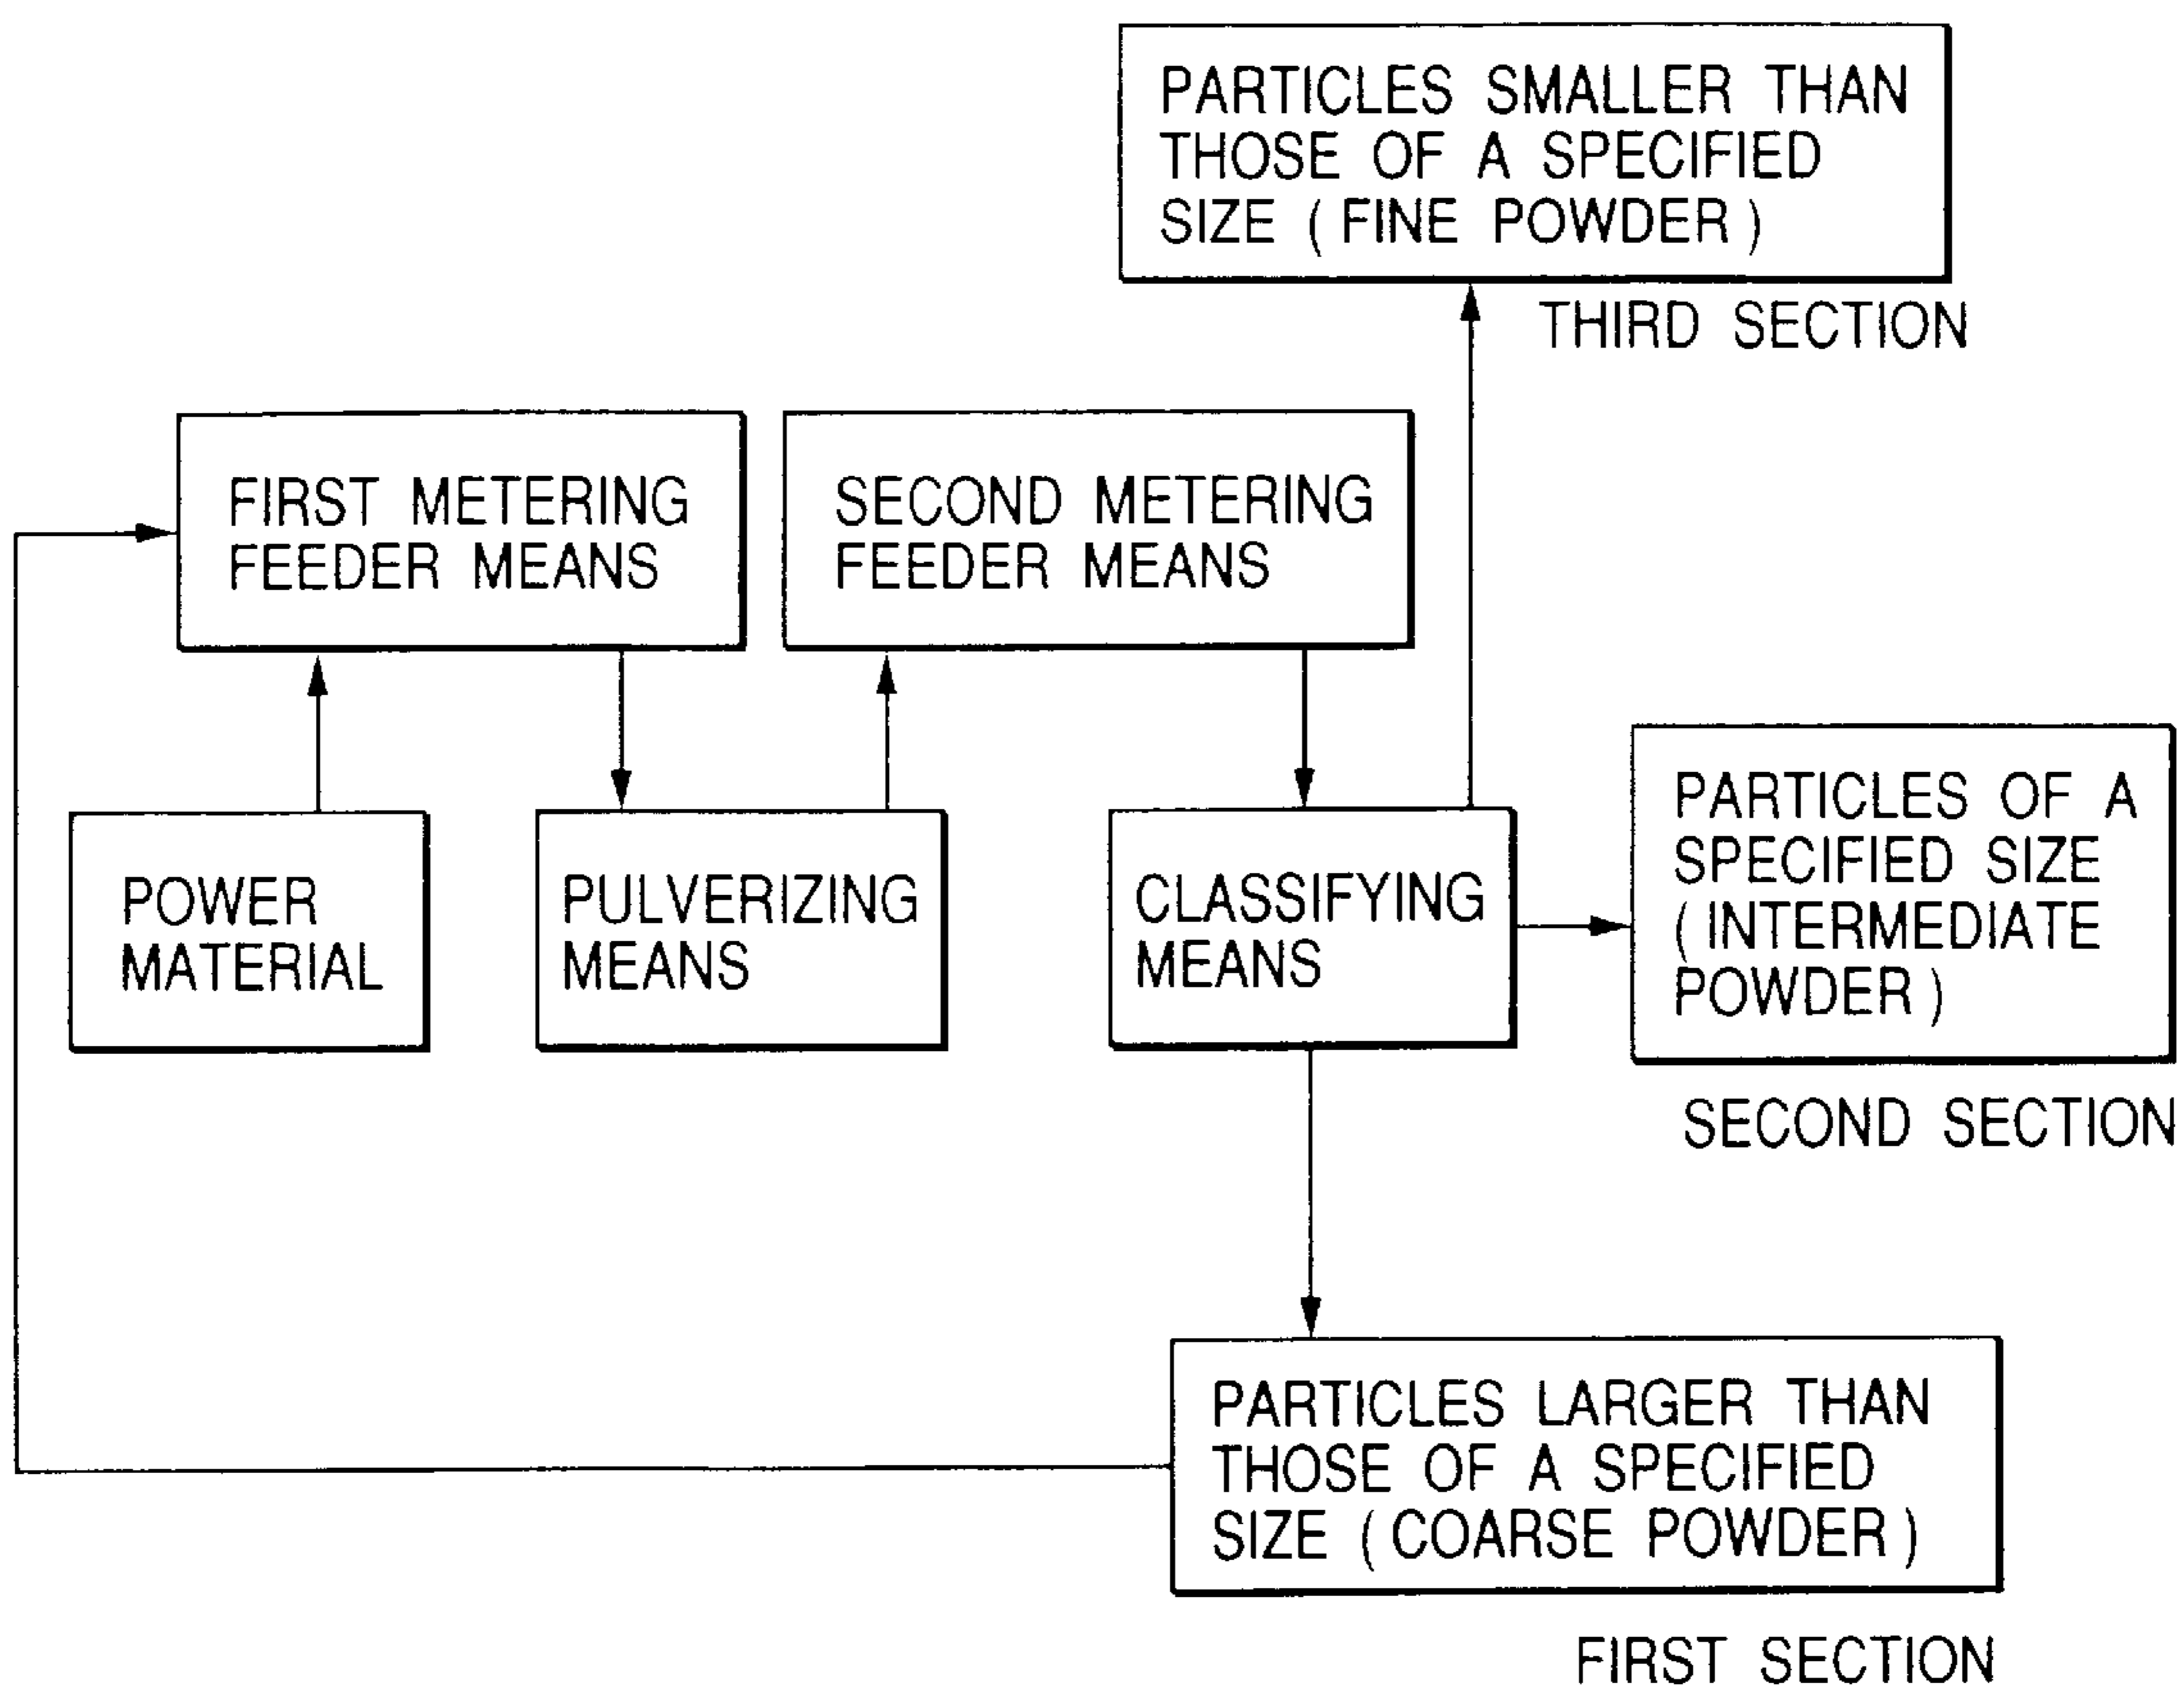 PARTICLES SMALLER THAN
THOSE OF A SPECIFIED
SIZE ( FINE POWDER )
THIRD SECTION
FIRST METERING
FEEDER MEANS
SECOND METERING
FEEDER MEANS
POWER
MATERIAL
PULVERIZING
MEANS
CLASSIFYING
MEANS
PARTICLES OF A
SPECIFIED SIZE
( INTERMEDIATE
POWDER )
SECOND SECTION
PARTICLES LARGER THAN
THOSE OF A SPECIFIED
SIZE ( COARSE POWDER )
FIRST SECTION